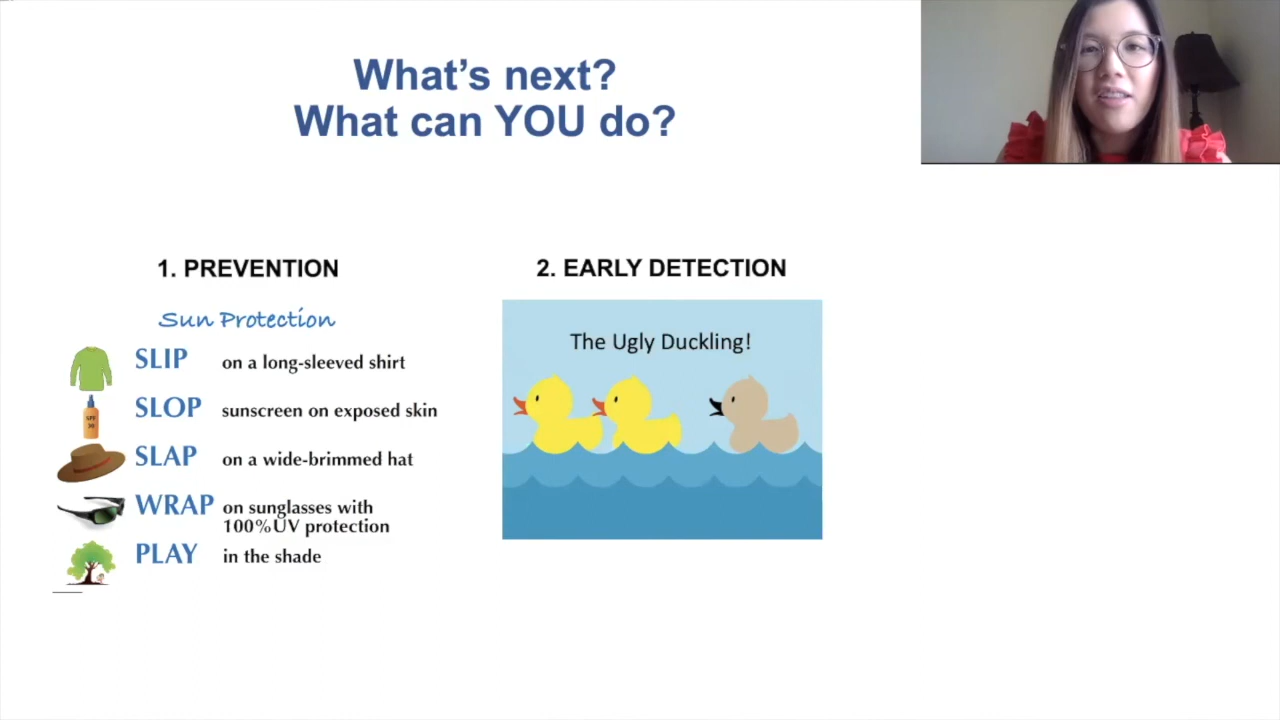 What's next?
What can YOU do?
1. PREVENTION
Sun Protection
SLIP on a long-sleeved shirt
SLOP sunscreen on exposed skin
SLAP on a wide-brimmed hat
WRAP on sunglasses with
100%UV protection
PLAY in the shade
SPF
30
2. EARLY DETECTION
The Ugly Duckling!